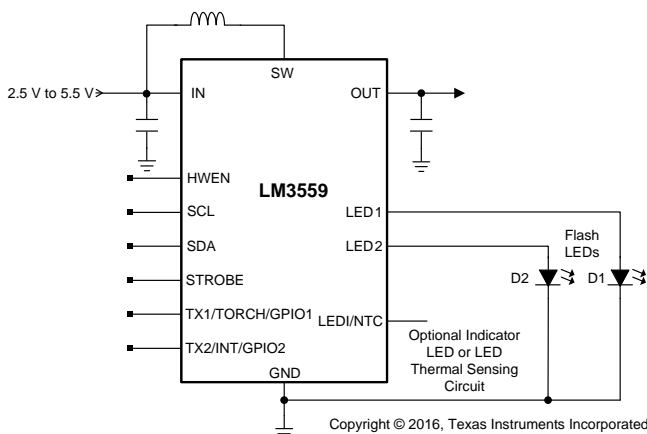 SW
2.5 V to 5.5 V
IN
OUT
HWEN
LM3559
SCL
LED1
SDA
LED2
Flash
LEDs
STROBE
D2
D1
TX1/TORCH/GPIO1
LEDI/NTC
TX2/INT/GPIO2
Optional Indicator
LED or LED
Thermal Sensing
Circuit
GND
Copyright © 2016, Texas Instruments Incorporated